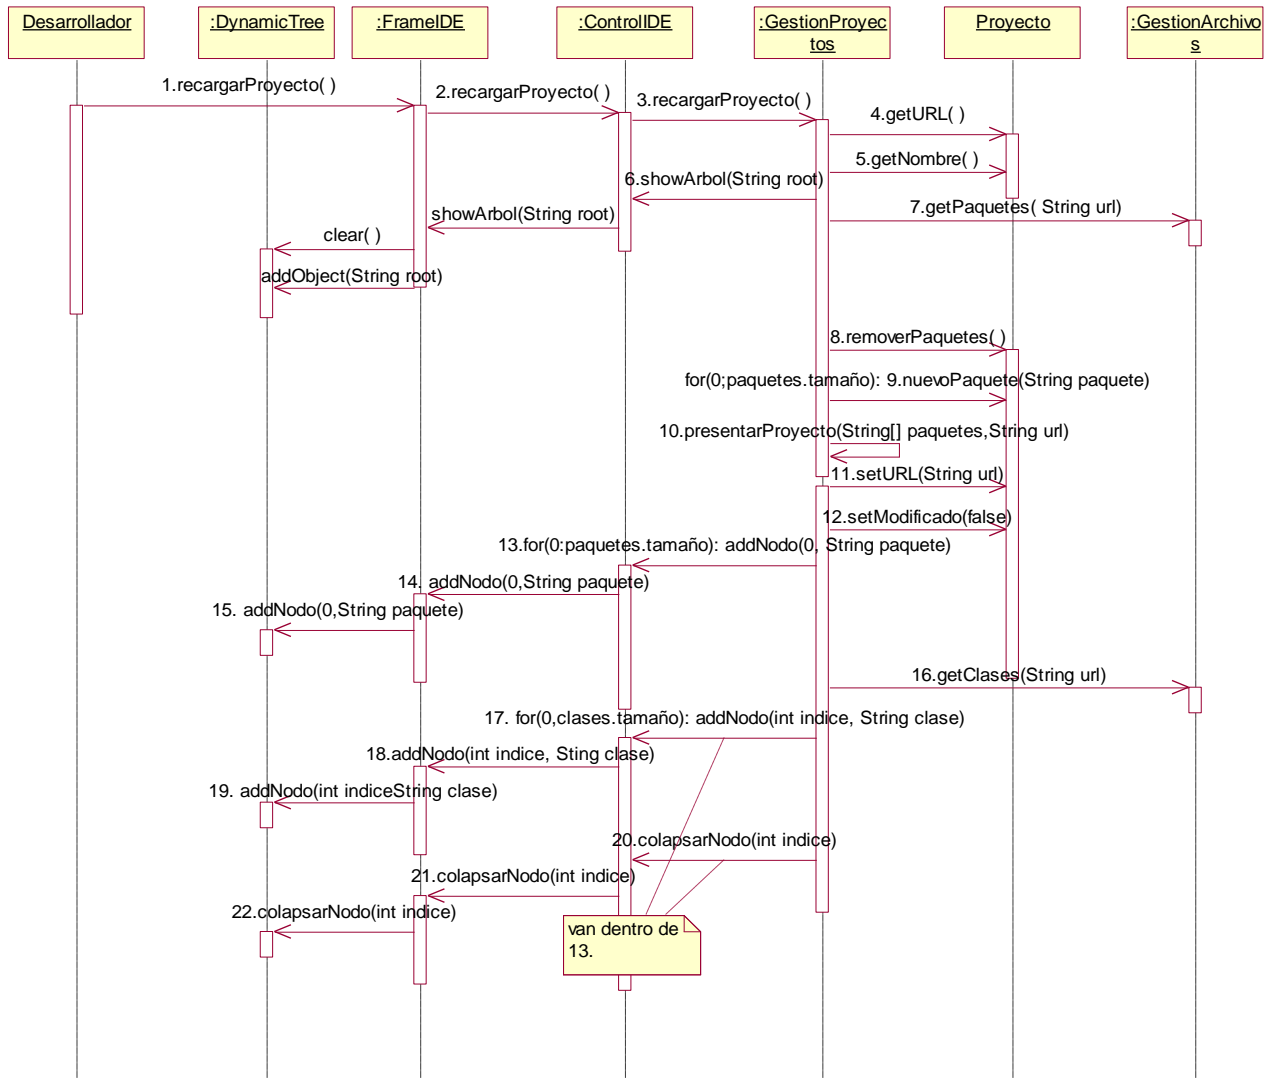 Desarrollador
:DynamicTree
:FrameIDE
:ControlIDE
:GestionProyec
tos
Proyecto
:GestionArchivo
s
1.recargarProyecto( )
2.recargarProyecto( )
3.recargarProyecto( )
4.getURL( )
5.getNombre( )
6.showArbol(String root)
7.getPaquetes( String url)
showArbol(String root)
clear( )
addObject(String root)
8.removerPaquetes( )
for(0;paquetes.tamaño): 9.nuevoPaquete(String paquete)
10.presentarProyecto(String[] paquetes,String url)
11.setURL(String url)
12.setModificado(false)
13.for(0:paquetes.tamaño): addNodo(0, String paquete)
14. addNodo(0,String paquete)
15. addNodo(0,String paquete)
16.getClases(String url)
17. for(0,clases.tamaño): addNodo(int indice, String clase)
18.addNodo(int indice, Sting clase)
19. addNodo(int indiceString clase)
20.colapsarNodo(int indice)
21.colapsarNodo(int indice)
22.colapsarNodo(int indice)
van dentro de
13.